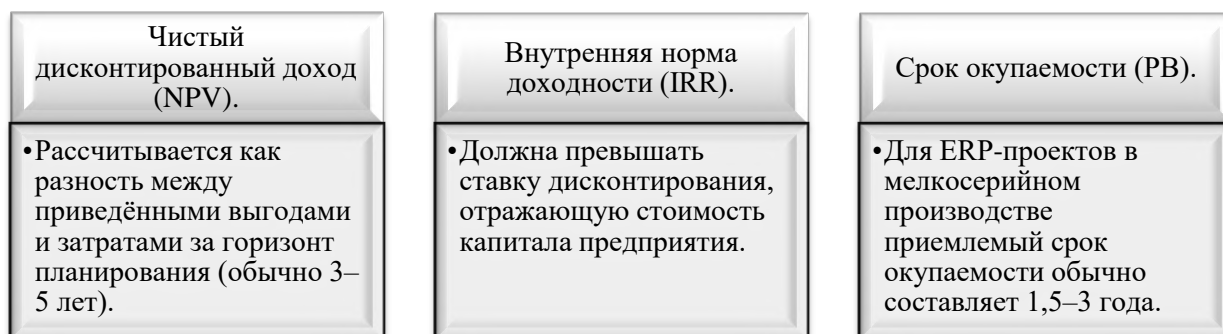 Чистый
дисконтированный доход
(NPV).
•Рассчитывается как
разность между
приведёнными выгодами
и затратами за горизонт
планирования (обычно 3–
5 лет).
Внутренняя норма
доходности (IRR).
•Должна превышать
ставку дисконтирования,
отражающую стоимость
капитала предприятия.
Срок окупаемости (PB).
•Для ERP-проектов в
мелкосерийном
производстве
приемлемый срок
окупаемости обычно
составляет 1,5–3 года.